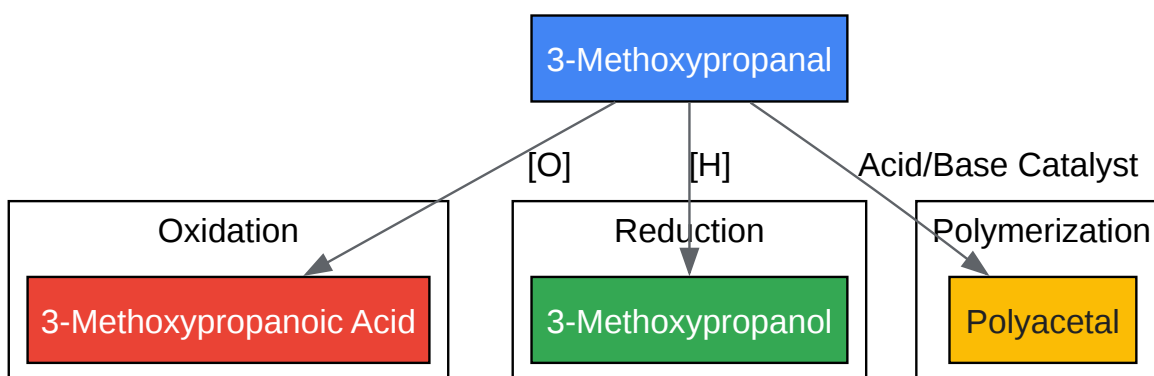 3-Methoxypropanal
[O]
[H]
Acid/Base Catalyst
Oxidation
Reduction
Polymerization
3-Methoxypropanoic Acid
3-Methoxypropanol
Polyacetal